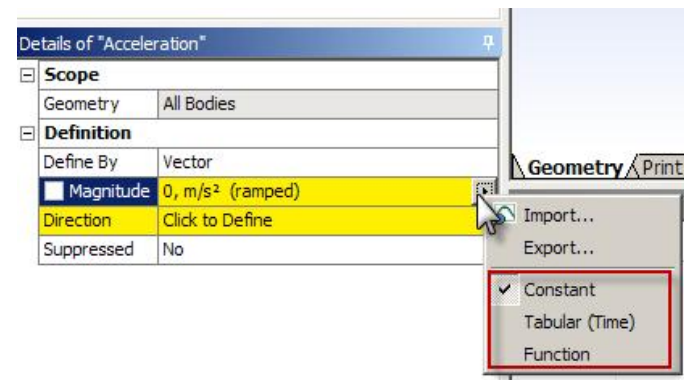 Details of "Acceleration"
Scope
Geometry All Bodies
Definition
Define By Vector
Magnitude 0, m/s² (ramped)
Direction Click to Define
Suppressed No
Geometry Print
Import...
Export...
Constant
Tabular (Time)
Function